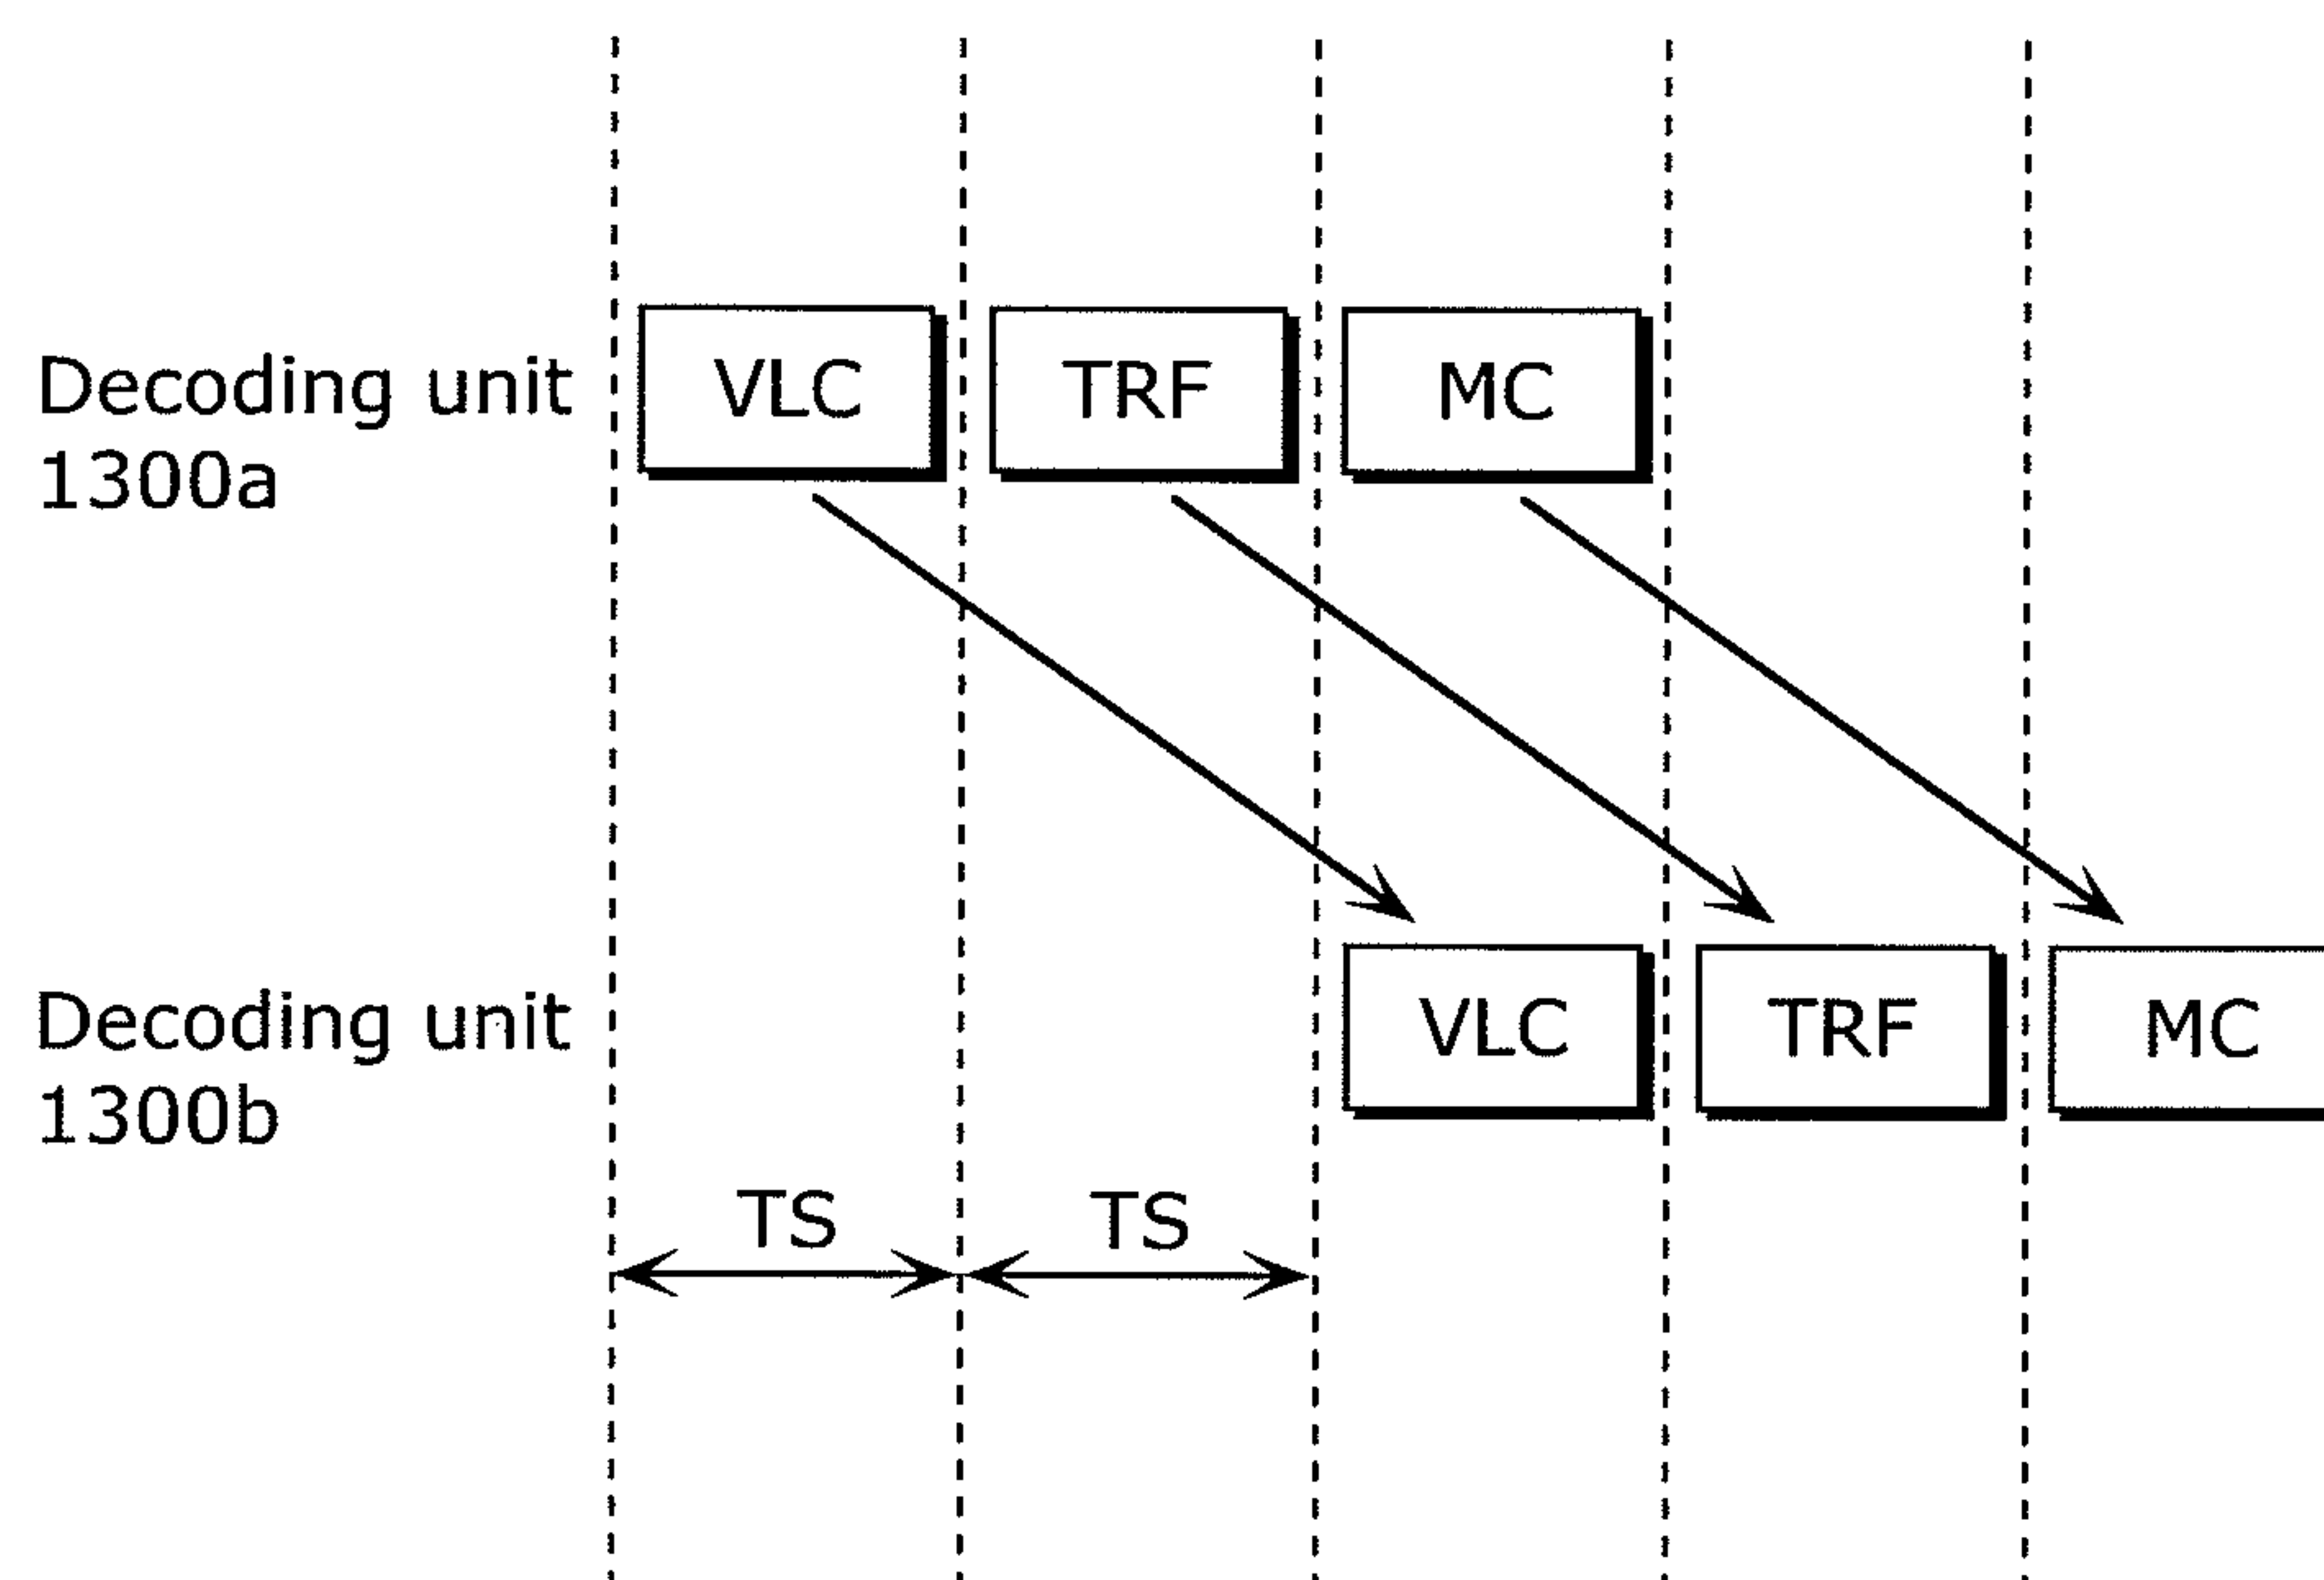 Decoding unit
1300a
VLC TRF MC
Decoding unit
1300b
VLC TRF MC
TS TS